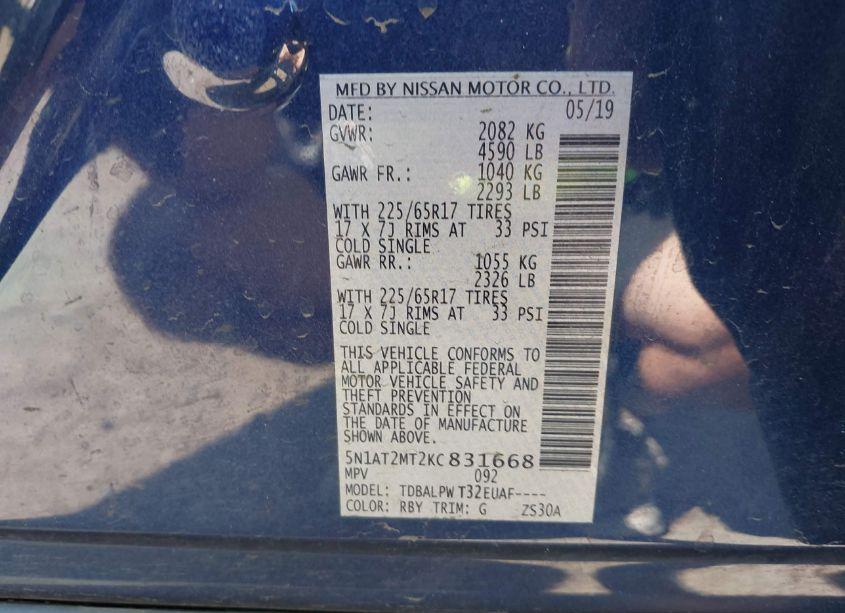 MFD BY NISSAN MOTOR CO., LTD.
DATE: 05/19
GVWR: 2082 KG
4590 LB
GAWR FR.: 1040 KG
2293 LB
WITH 225/65R17 TIRES
17 X 7J RIMS AT 33 PSI
COLD SINGLE
GAWR RR.: 1055 KG
2326 LB
WITH 225/65R17 TIRES
17 X 7J RIMS AT 33 PSI
COLD SINGLE
THIS VEHICLE CONFORMS TO
ALL APPLICABLE FEDERAL
MOTOR VEHICLE SAFETY AND
THEFT PREVENTION
STANDARDS IN EFFECT ON
THE DATE OF MANUFACTURE
SHOWN ABOVE.
5N1AT2MT2KC831668
MPV 092
MODEL: TDBALPW T32EUAF----
COLOR: RBY TRIM: G ZS30A